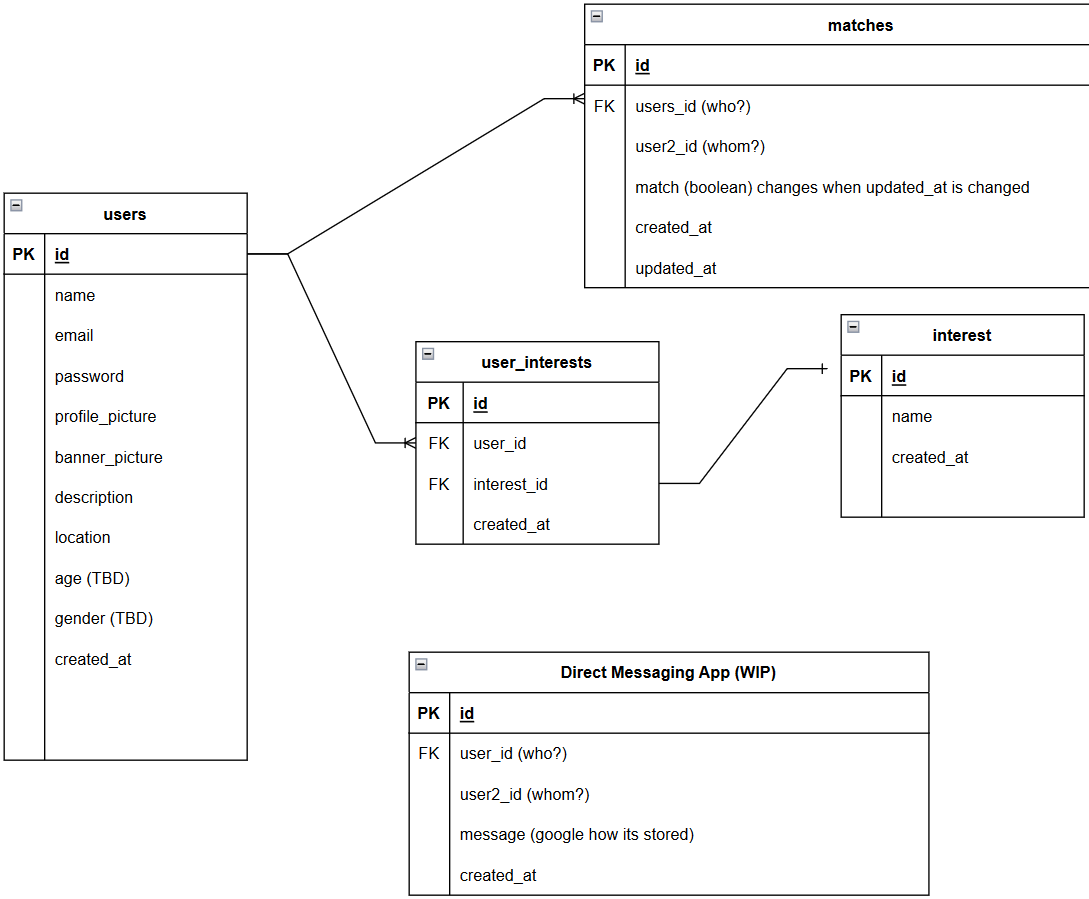 matches
PK id
FK users_id (who?)
user2_id (whom?)
match (boolean) changes when updated_at is changed
created_at
updated_at
users
PK id
name
email
password
profile_picture
banner_picture
description
location
age (TBD)
gender (TBD)
created_at
user_interests
PK id
FK user_id
FK interest_id
created_at
interest
PK id
name
created_at
Direct Messaging App (WIP)
PK id
FK user_id (who?)
user2_id (whom?)
message (google how its stored)
created_at